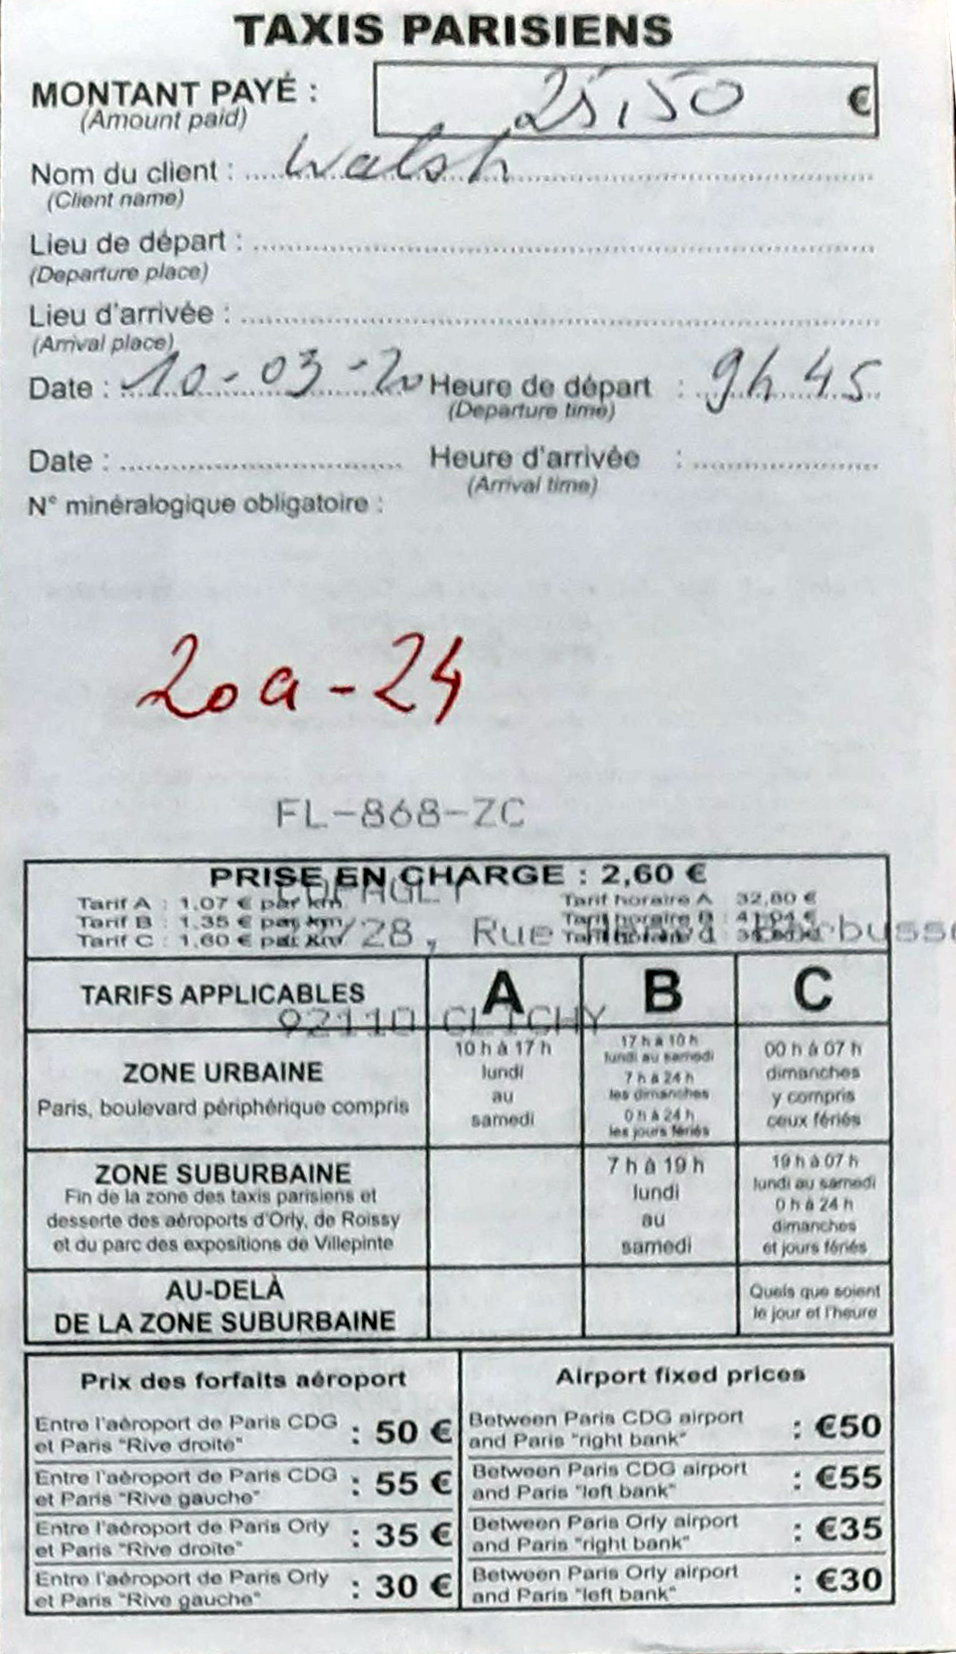 TAXIS PARISIENS
MONTANT PAYÉ : 25,50 €
(Amount paid)
Nom du client : Walsh
(Client name)
Lieu de départ :
(Departure place)
Lieu d'arrivée :
(Arrival place)
Date : 10-03-20 Heure de départ : 9h45
(Departure time)
Date : Heure d'arrivée :
(Arrival time)
N° minéralogique obligatoire :
20a-24
FL-868-ZC
PRISE EN CHARGE : 2,60 €
Tarif A : 1,07 € par km Tarif horaire A 32,80 €
Tarif B : 1,35 € par km Tarif horaire B : 41,04 €
Tarif C : 1,60 € par km
28, Rue
TARIFS APPLICABLES A B C
92110 CLICHY
ZONE URBAINE
Paris, boulevard périphérique compris
10 h à 17 h
lundi
au
samedi
17 h à 10 h
lundi au samedi
7 h à 24 h
les dimanches
0 h à 24 h
les jours fériés
00 h à 07 h
dimanches
y compris
ceux fériés
ZONE SUBURBAINE
Fin de la zone des taxis parisiens et
desserte des aéroports d'Orly, de Roissy
et du parc des expositions de Villepinte
7 h à 19 h
lundi
au
samedi
19 h à 07 h
lundi au samedi
0 h à 24 h
dimanches
et jours fériés
AU-DELÀ
DE LA ZONE SUBURBAINE
Quels que soient
le jour et l'heure
Prix des forfaits aéroport
Entre l'aéroport de Paris CDG
et Paris "Rive droite" : 50 €
Entre l'aéroport de Paris CDG
et Paris "Rive gauche" : 55 €
Entre l'aéroport de Paris Orly
et Paris "Rive droite" : 35 €
Entre l'aéroport de Paris Orly
et Paris "Rive gauche" : 30 €
Airport fixed prices
Between Paris CDG airport
and Paris "right bank" : €50
Between Paris CDG airport
and Paris "left bank" : €55
Between Paris Orly airport
and Paris "right bank" : €35
Between Paris Orly airport
and Paris "left bank" : €30